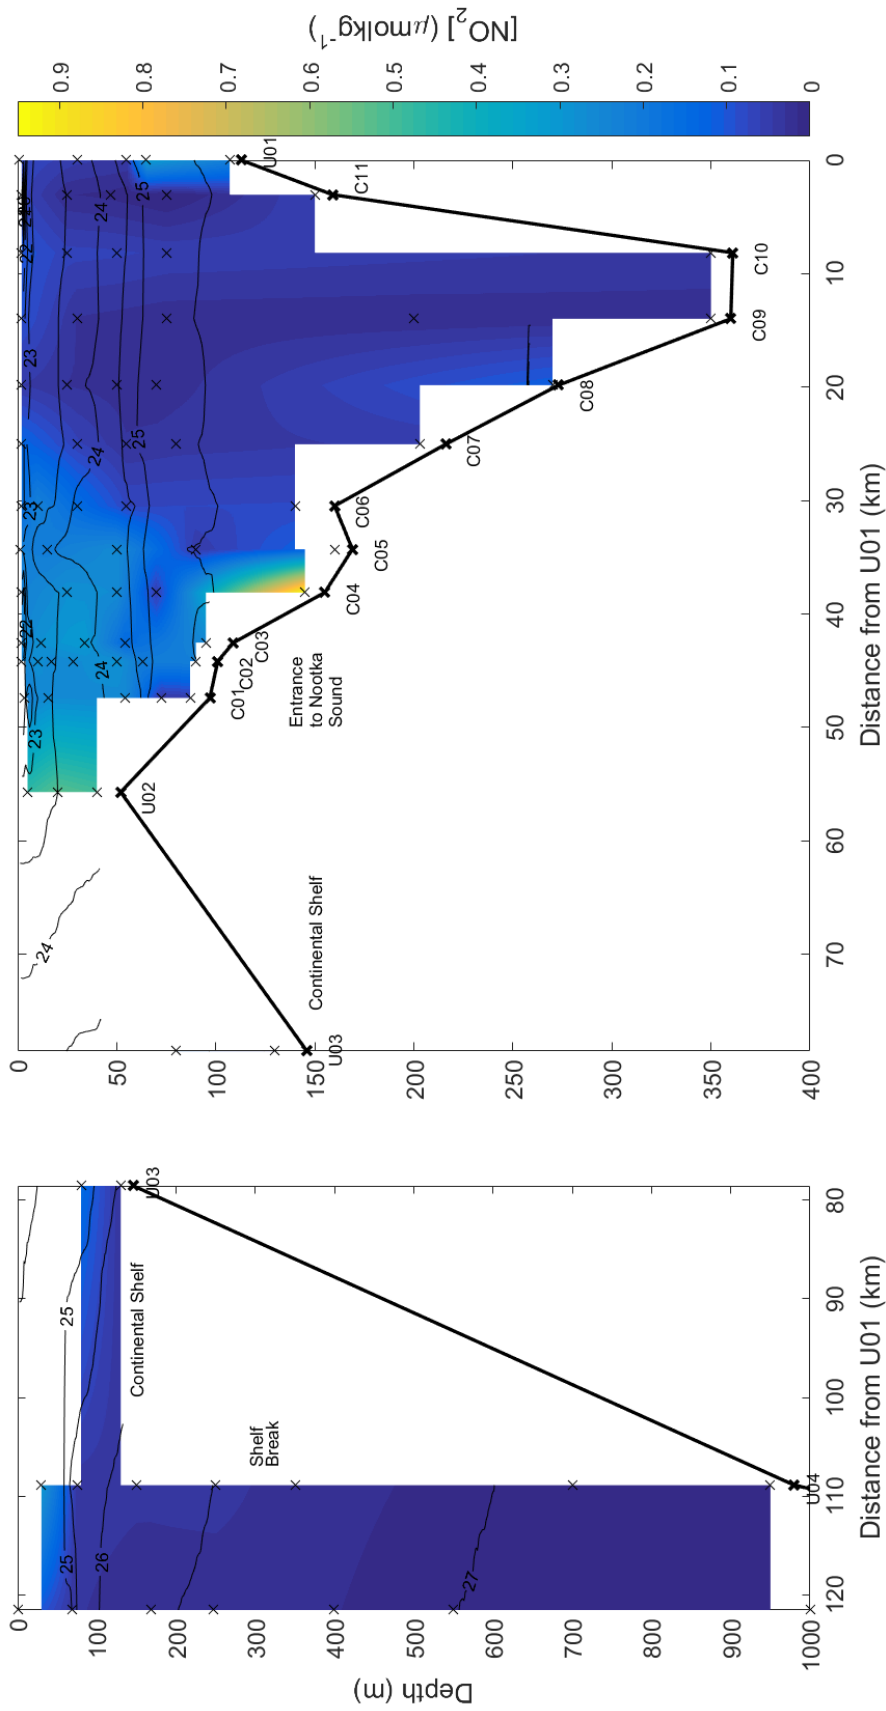 Depth (m)
0
100
200
300
400
500
600
700
800
900
1000
120
110
100
90
80
Distance from U01 (km)
25
25
26
27
Continental Shelf
Shelf
Break
U03
U04
0
50
100
150
200
250
300
350
400
70
60
50
40
30
20
10
0
Distance from U01 (km)
24
23
22
24
23
24
23
25
22
24
25
Continental Shelf
Entrance
to Nootka
Sound
U03
U02
C01
C02
C03
C04
C05
C06
C07
C08
C09
C10
C11
U01
0.9
0.8
0.7
0.6
0.5
0.4
0.3
0.2
0.1
0
[NO₂] (μmolkg⁻¹)